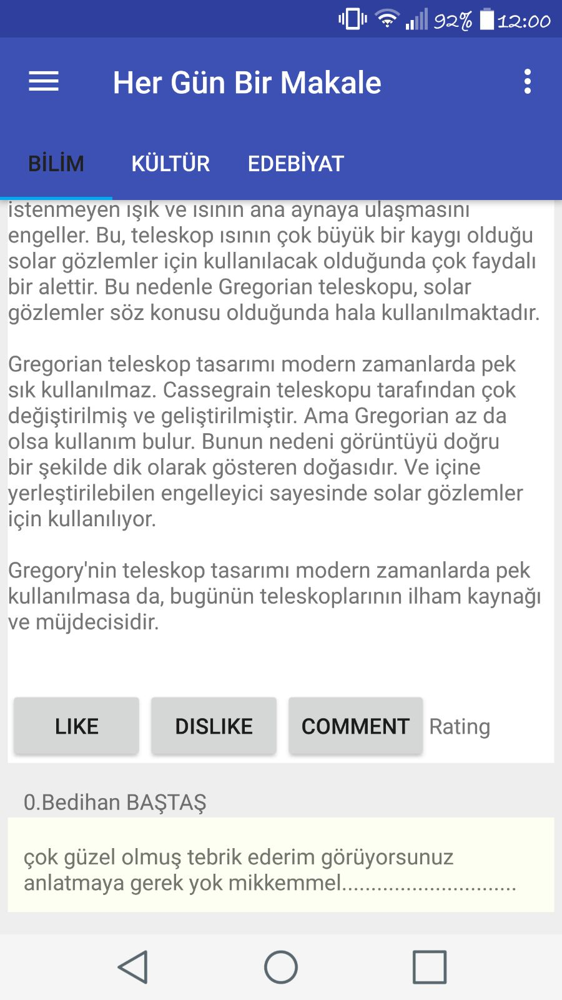 92% 12:00
Her Gün Bir Makale
BİLİM KÜLTÜR EDEBİYAT
istenmeyen ışık ve ısının ana aynaya ulaşmasını
engeller. Bu, teleskop ısının çok büyük bir kaygı olduğu
solar gözlemler için kullanılacak olduğunda çok faydalı
bir alettir. Bu nedenle Gregorian teleskopu, solar
gözlemler söz konusu olduğunda hala kullanılmaktadır.
Gregorian teleskop tasarımı modern zamanlarda pek
sık kullanılmaz. Cassegrain teleskopu tarafından çok
değiştirilmiş ve geliştirilmiştir. Ama Gregorian az da
olsa kullanım bulur. Bunun nedeni görüntüyü doğru
bir şekilde dik olarak gösteren doğasıdır. Ve içine
yerleştirilebilen engelleyici sayesinde solar gözlemler
için kullanılıyor.
Gregory'nin teleskop tasarımı modern zamanlarda pek
kullanılmasa da, bugünün teleskoplarının ilham kaynağı
ve müjdecisidir.
LIKE DISLIKE COMMENT Rating
0.Bedihan BAŞTAŞ
çok güzel olmuş tebrik ederim görüyorsunuz
anlatmaya gerek yok mikkemmel..............................